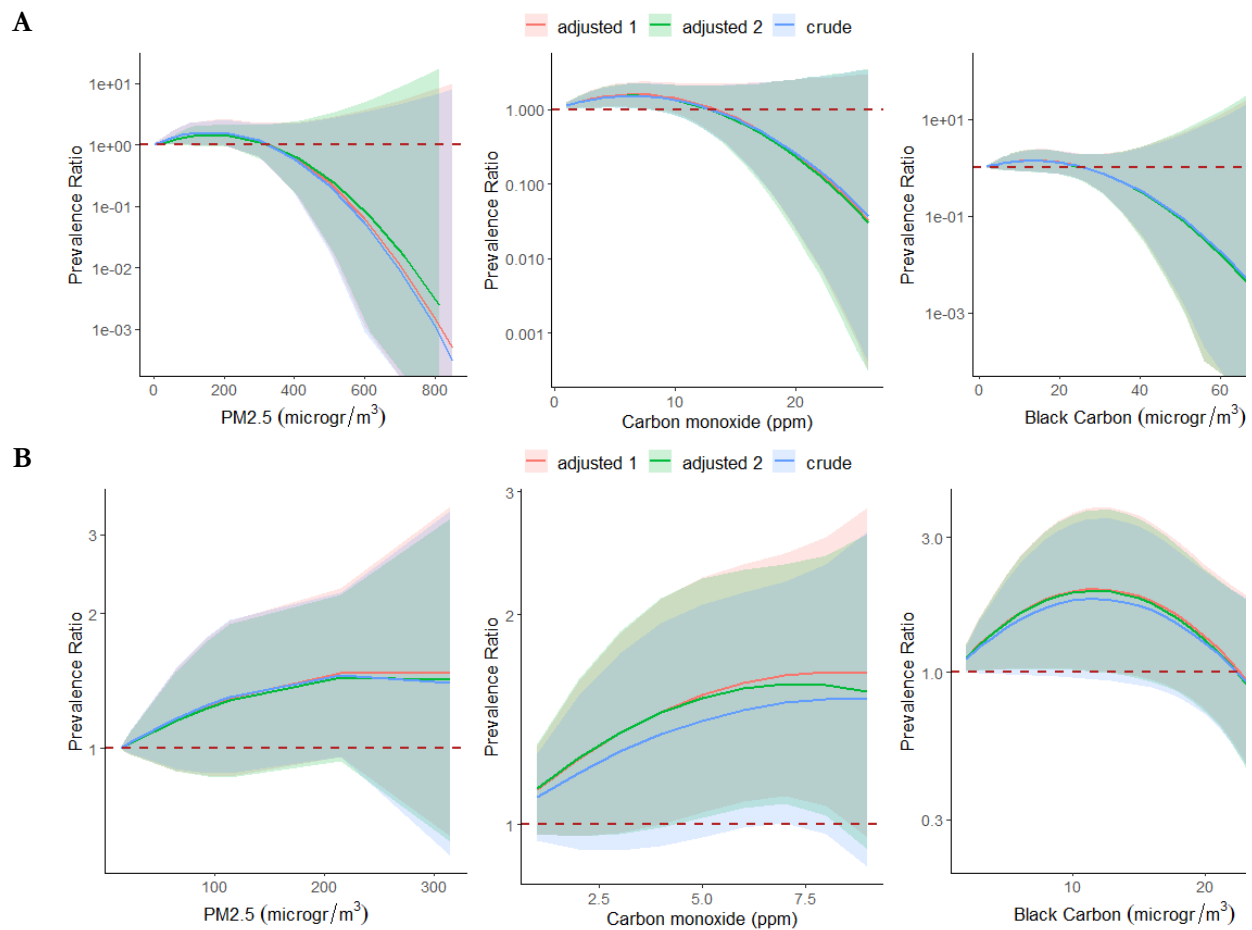 A
adjusted 1 adjusted 2 crude
Prevalence Ratio
1e+01
1e+00
1e-01
1e-02
1e-03
0 200 400 600 800
PM2.5 (microgr/m³)
Prevalence Ratio
1.000
0.100
0.010
0.001
0 10 20
Carbon monoxide (ppm)
Prevalence Ratio
1e+01
1e-01
1e-03
0 20 40 60
Black Carbon (microgr/m³)
B
adjusted 1 adjusted 2 crude
Prevalence Ratio
3
2
1
100 200 300
PM2.5 (microgr/m³)
Prevalence Ratio
3
2
1
2.5 5.0 7.5
Carbon monoxide (ppm)
Prevalence Ratio
3.0
1.0
0.3
10 20
Black Carbon (microgr/m³)